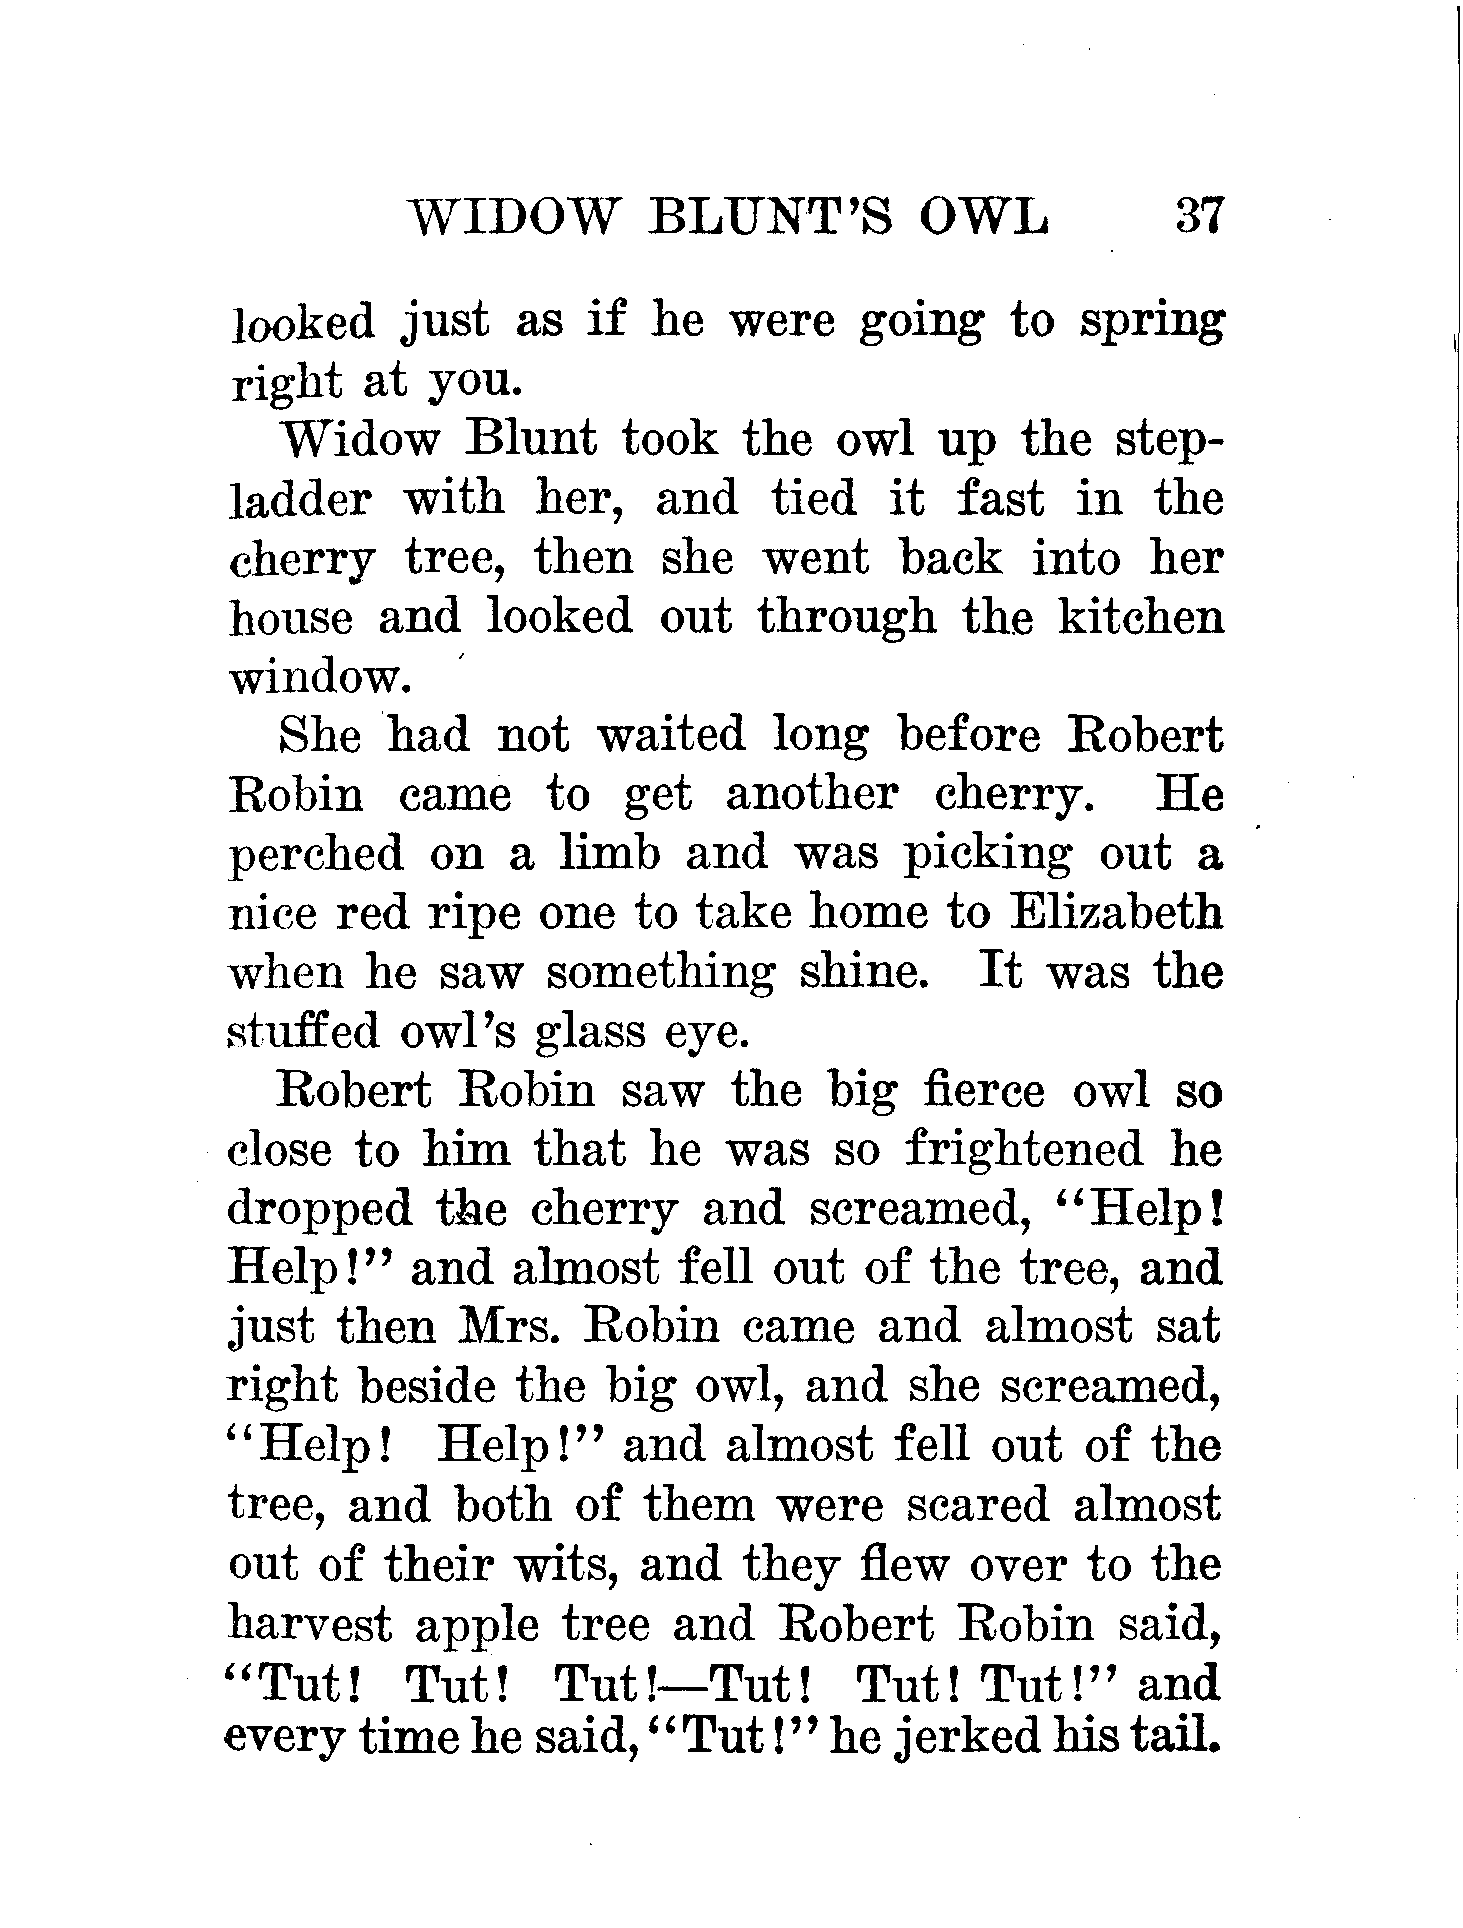 WIDOW BLUNT'S OWL 37
looked just as if he were going to spring
right at you.
Widow Blunt took the owl up the step-
ladder with her, and tied it fast in the
cherry tree, then she went back into her
house and looked out through the kitchen
window.
She had not waited long before Robert
Robin came to get another cherry. He
perched on a limb and was picking out a
nice red ripe one to take home to Elizabeth
when he saw something shine. It was the
stuffed owl's glass eye.
Robert Robin saw the big fierce owl so
close to him that he was so frightened he
dropped the cherry and screamed, "Help!
Help!" and almost fell out of the tree, and
just then Mrs. Robin came and almost sat
right beside the big owl, and she screamed,
"Help! Help!" and almost fell out of the
tree, and both of them were scared almost
out of their wits, and they flew over to the
harvest apple tree and Robert Robin said,
"Tut! Tut! Tut!—Tut! Tut! Tut!" and
every time he said, "Tut!" he jerked his tail.